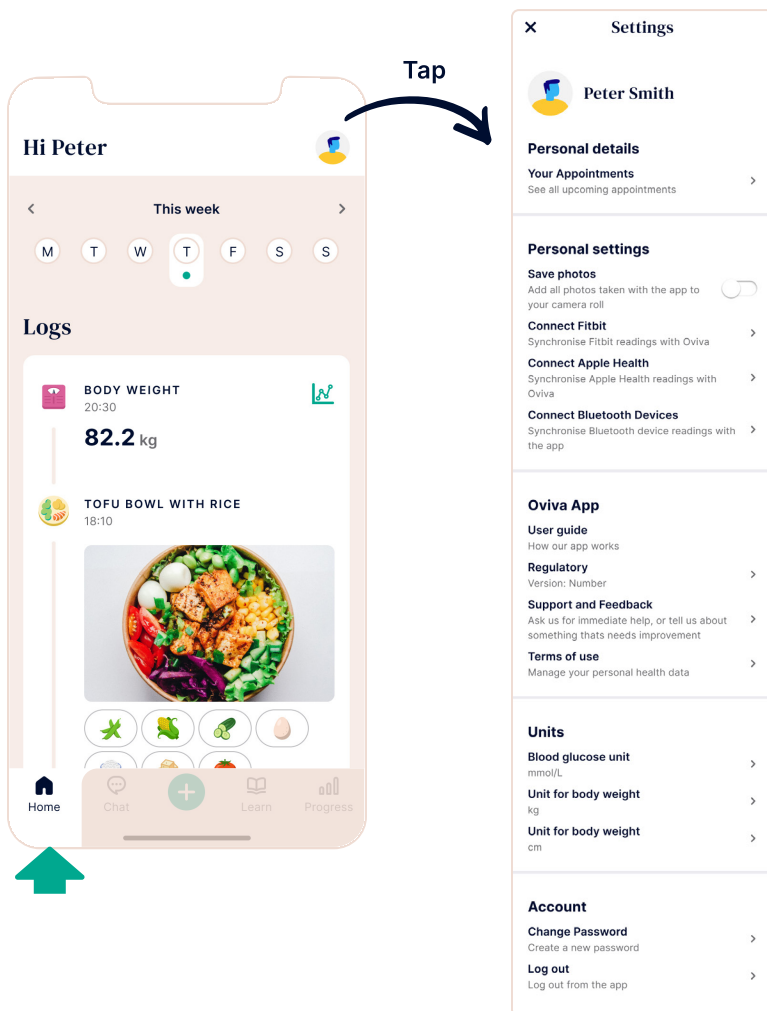 Tap
Hi Peter
This week
M T W T F S S
Logs
BODY WEIGHT
20:30
82.2 kg
TOFU BOWL WITH RICE
18:10
Home
Chat
Learn
Progress
Settings
Peter Smith
Personal details
Your Appointments
See all upcoming appointments
Personal settings
Save photos
Add all photos taken with the app to
your camera roll
Connect Fitbit
Synchronise Fitbit readings with Oviva
Connect Apple Health
Synchronise Apple Health readings with
Oviva
Connect Bluetooth Devices
Synchronise Bluetooth device readings with
the app
Oviva App
User guide
How our app works
Regulatory
Version: Number
Support and Feedback
Ask us for immediate help, or tell us about
something thats needs improvement
Terms of use
Manage your personal health data
Units
Blood glucose unit
mmol/L
Unit for body weight
kg
Unit for body weight
cm
Account
Change Password
Create a new password
Log out
Log out from the app